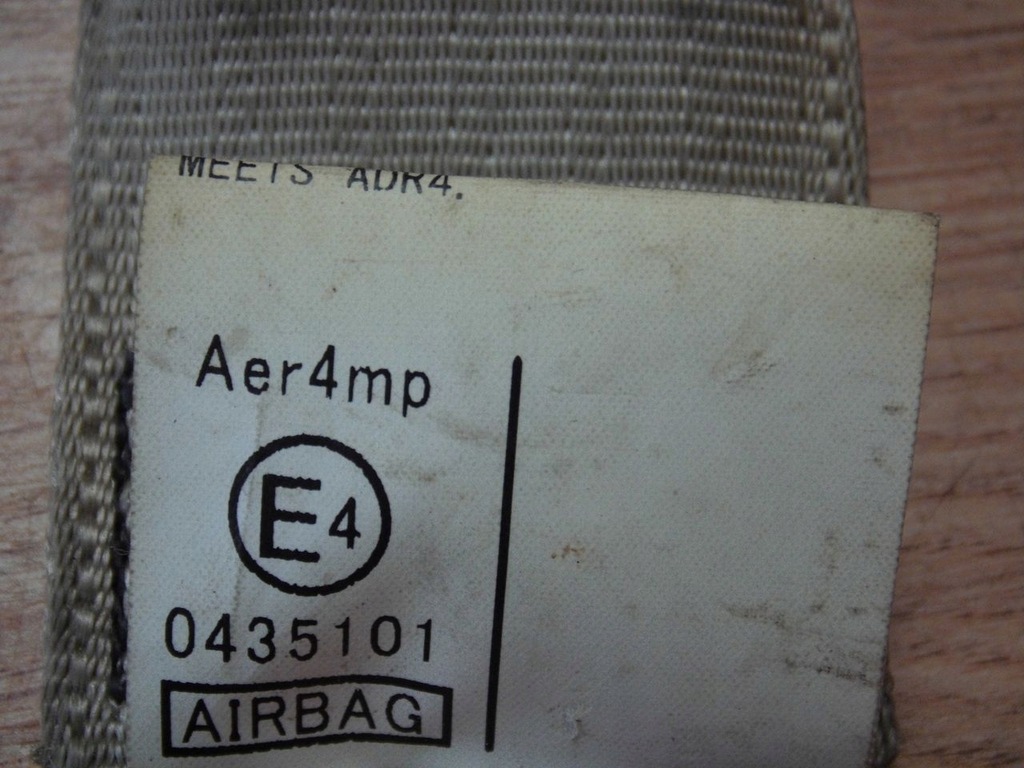 MEETS ADR4.
Aer4mp
E4
0435101
AIRBAG